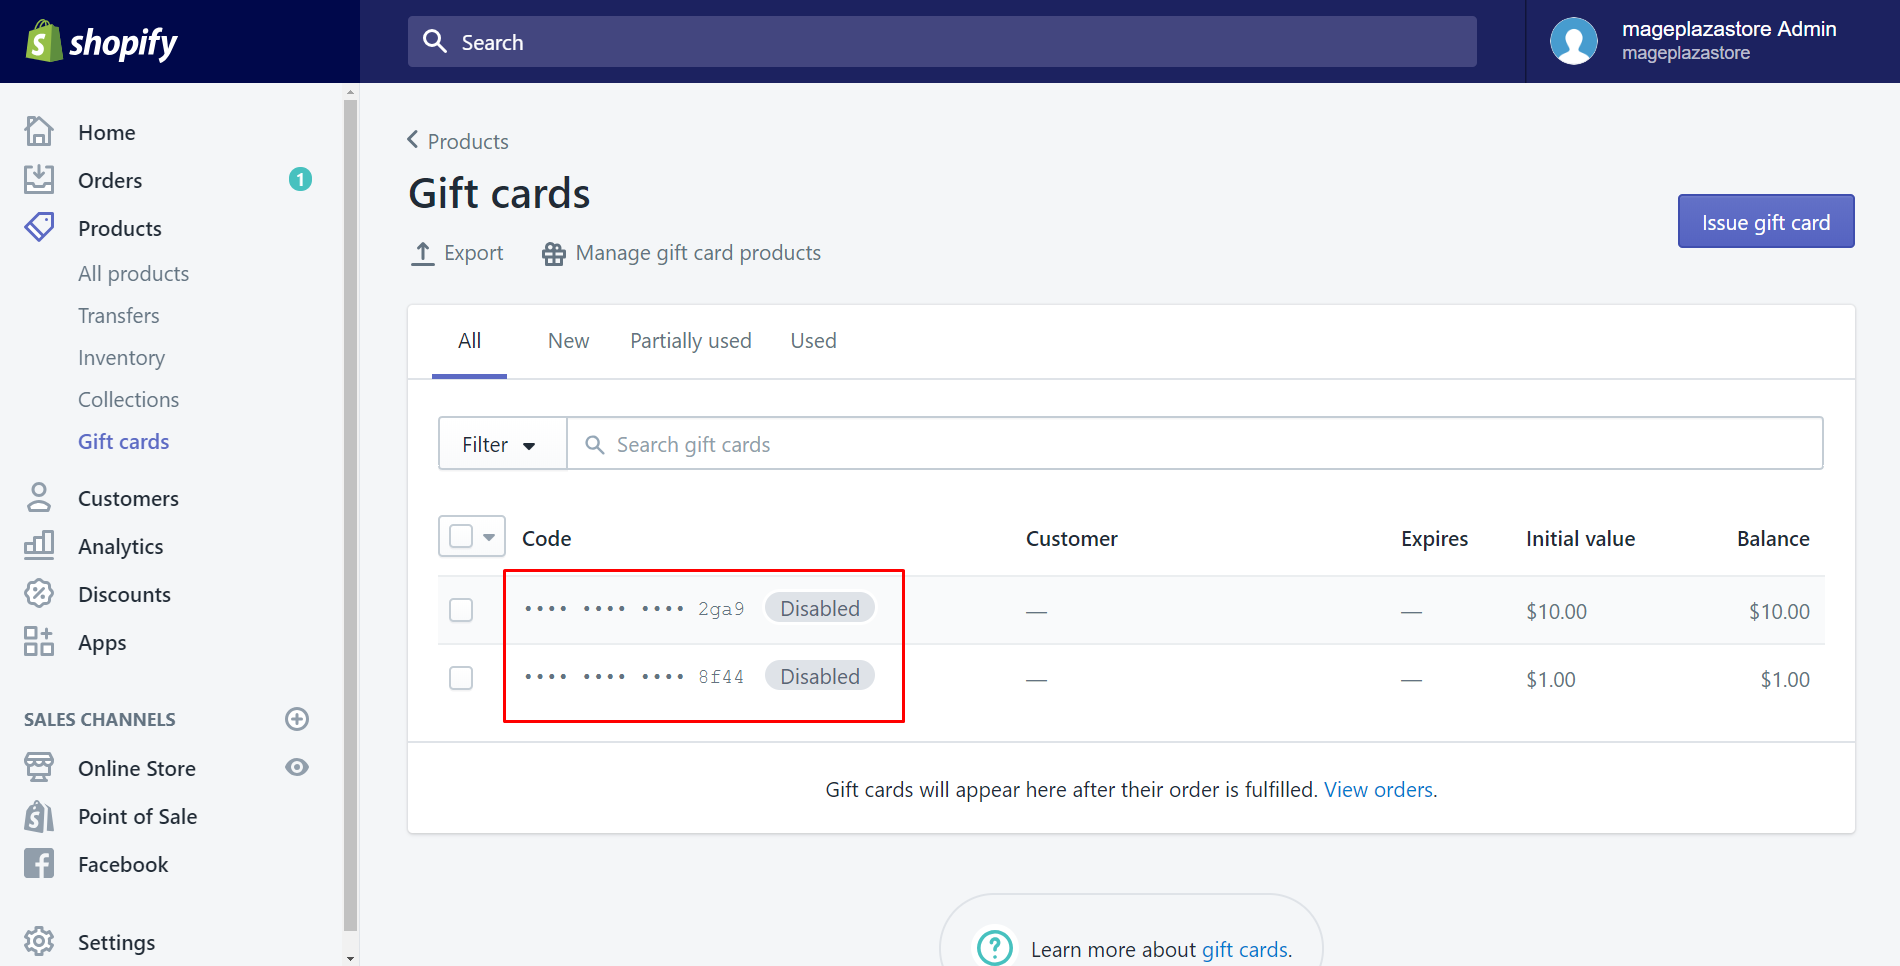 shopify
Search
mageplazastore Admin
mageplazastore
Home
Orders 1
Products
All products
Transfers
Inventory
Collections
Gift cards
Customers
Analytics
Discounts
Apps
SALES CHANNELS
Online Store
Point of Sale
Facebook
Settings
Products
Gift cards
Export Manage gift card products
Issue gift card
All New Partially used Used
Filter Search gift cards
Code Customer Expires Initial value Balance
•••• •••• •••• 2ga9 Disabled — — $10.00 $10.00
•••• •••• •••• 8f44 Disabled — — $1.00 $1.00
Gift cards will appear here after their order is fulfilled. View orders.
? Learn more about gift cards.